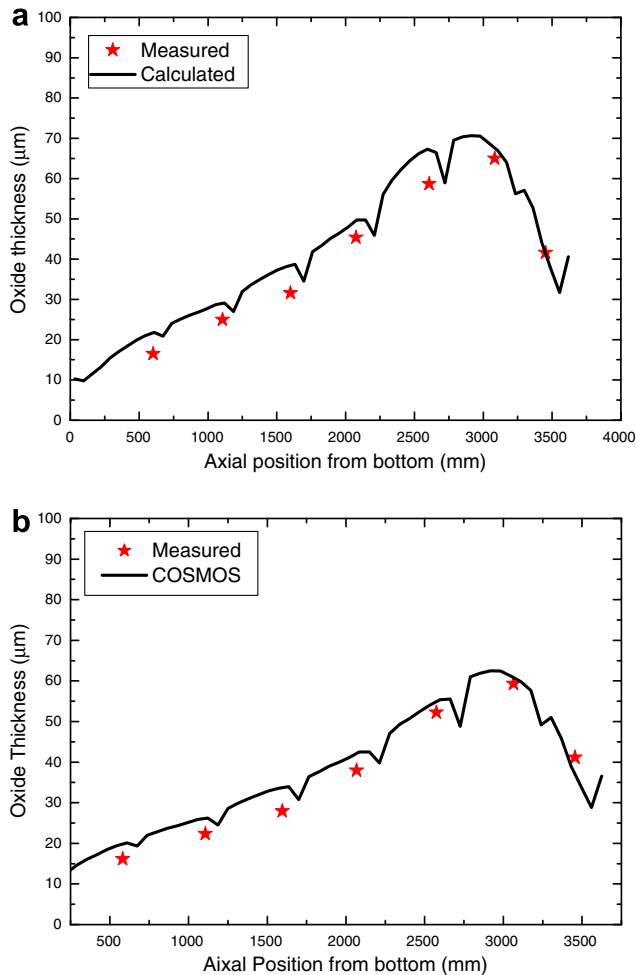 a
100
90
80
70
60
50
40
30
20
10
0
Oxide thickness (μm)
Measured
Calculated
0 500 1000 1500 2000 2500 3000 3500 4000
Axial position from bottom (mm)
b
100
90
80
70
60
50
40
30
20
10
0
Oxide Thickness (μm)
Measured
COSMOS
500 1000 1500 2000 2500 3000 3500
Aixal Position from bottom (mm)